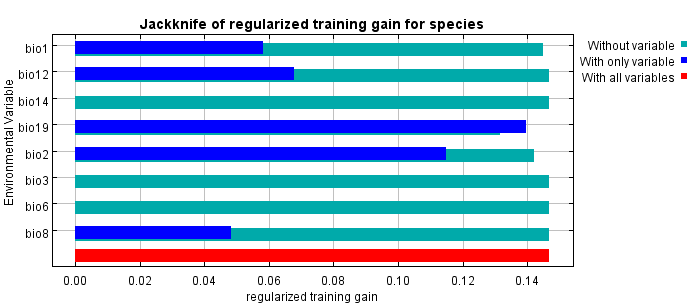 Jackknife of regularized training gain for species
Without variable
With only variable
With all variables
Environmental Variable
bio1
bio12
bio14
bio19
bio2
bio3
bio6
bio8
0.00 0.02 0.04 0.06 0.08 0.10 0.12 0.14
regularized training gain